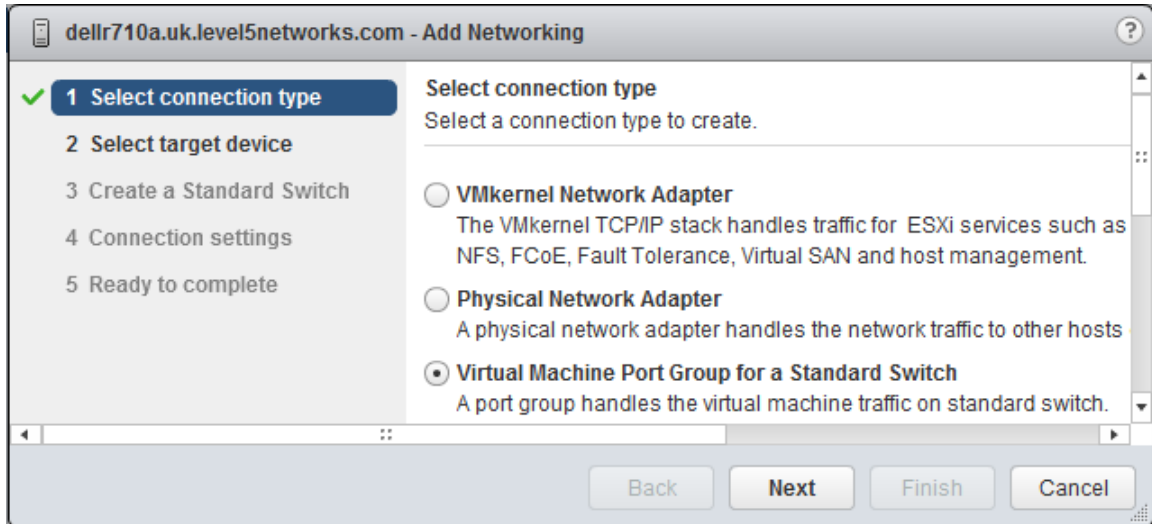 dellr710a.uk.level5networks.com - Add Networking
?
1 Select connection type
2 Select target device
3 Create a Standard Switch
4 Connection settings
5 Ready to complete
Select connection type
Select a connection type to create.
VMkernel Network Adapter
The VMkernel TCP/IP stack handles traffic for ESXi services such as
NFS, FCoE, Fault Tolerance, Virtual SAN and host management.
Physical Network Adapter
A physical network adapter handles the network traffic to other hosts
Virtual Machine Port Group for a Standard Switch
A port group handles the virtual machine traffic on standard switch.
Back Next Finish Cancel